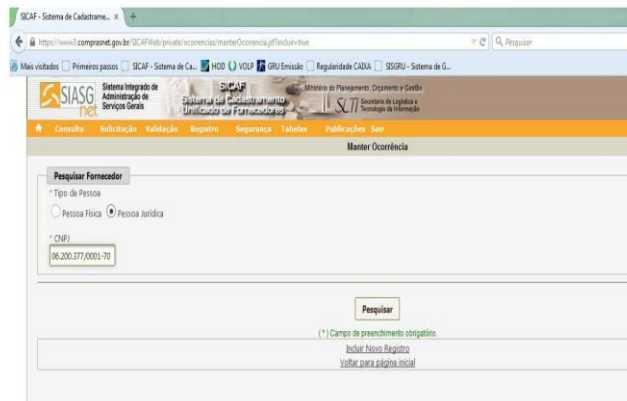 SICAF - Sistema de Cadastrame... × +
https://www3.comprasnet.gov.br/SICAFWeb/private/ocorrencias/manterOcorrencia.jsf?incluir=true Pesquisar
Mais visitados Primeiros passos SICAF - Sistema de Ca... HOD VOLP GRU Emissão Regularidade CAIXA SISGRU - Sistema de G...
SIASG net
Sistema Integrado de
Administração de
Serviços Gerais
SICAF
Sistema de Cadastramento
Unificado de Fornecedores
Ministério do Planejamento, Orçamento e Gestão
SLTI Secretaria de Logística e
Tecnologia da Informação
Consulta Solicitação Validação Registro Segurança Tabelas Publicações Sair
Manter Ocorrência
Pesquisar Fornecedor
* Tipo de Pessoa
Pessoa Física Pessoa Jurídica
* CNPJ
06.200.377/0001-70
Pesquisar
( * ) Campo de preenchimento obrigatório.
Incluir Novo Registro
Voltar para página inicial